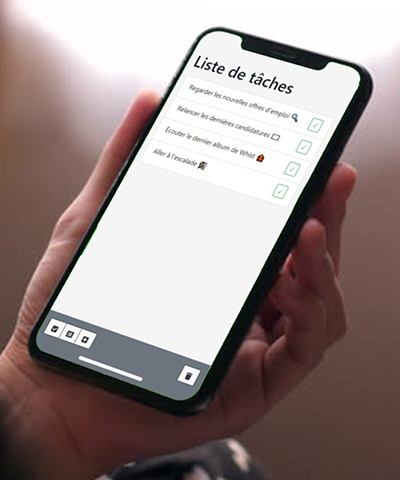 Liste de tâches
Regarder les nouvelles offres d'emploi 🔍
Relancer les dernières candidatures
Écouter le dernier album de Whist
Aller à l'escalade